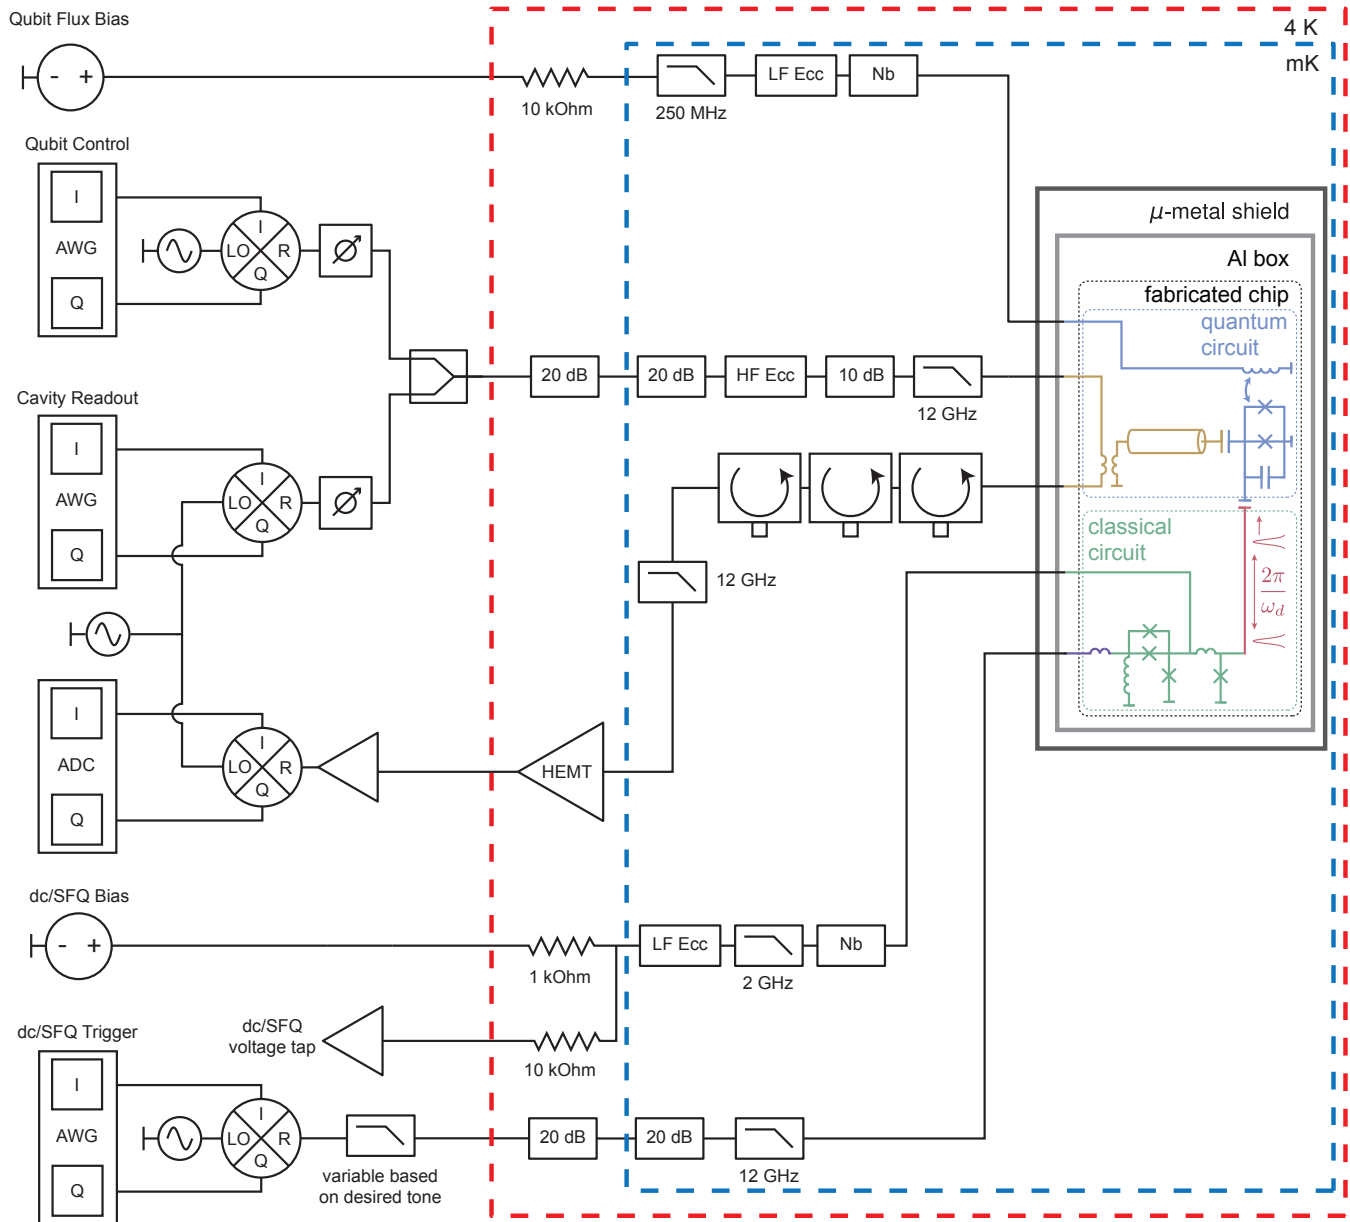 Qubit Flux Bias
4 K
mK
- +
10 kOhm
250 MHz
LF Ecc
Nb
Qubit Control
I
AWG
Q
I
LO
R
Q
μ-metal shield
Al box
fabricated chip
quantum
circuit
20 dB
20 dB
HF Ecc
10 dB
12 GHz
Cavity Readout
I
AWG
Q
I
LO
R
Q
12 GHz
classical
circuit
2π
ω_d
I
ADC
Q
I
LO
R
Q
HEMT
dc/SFQ Bias
- +
1 kOhm
LF Ecc
2 GHz
Nb
dc/SFQ
voltage tap
10 kOhm
dc/SFQ Trigger
I
AWG
Q
I
LO
R
Q
variable based
on desired tone
20 dB
20 dB
12 GHz